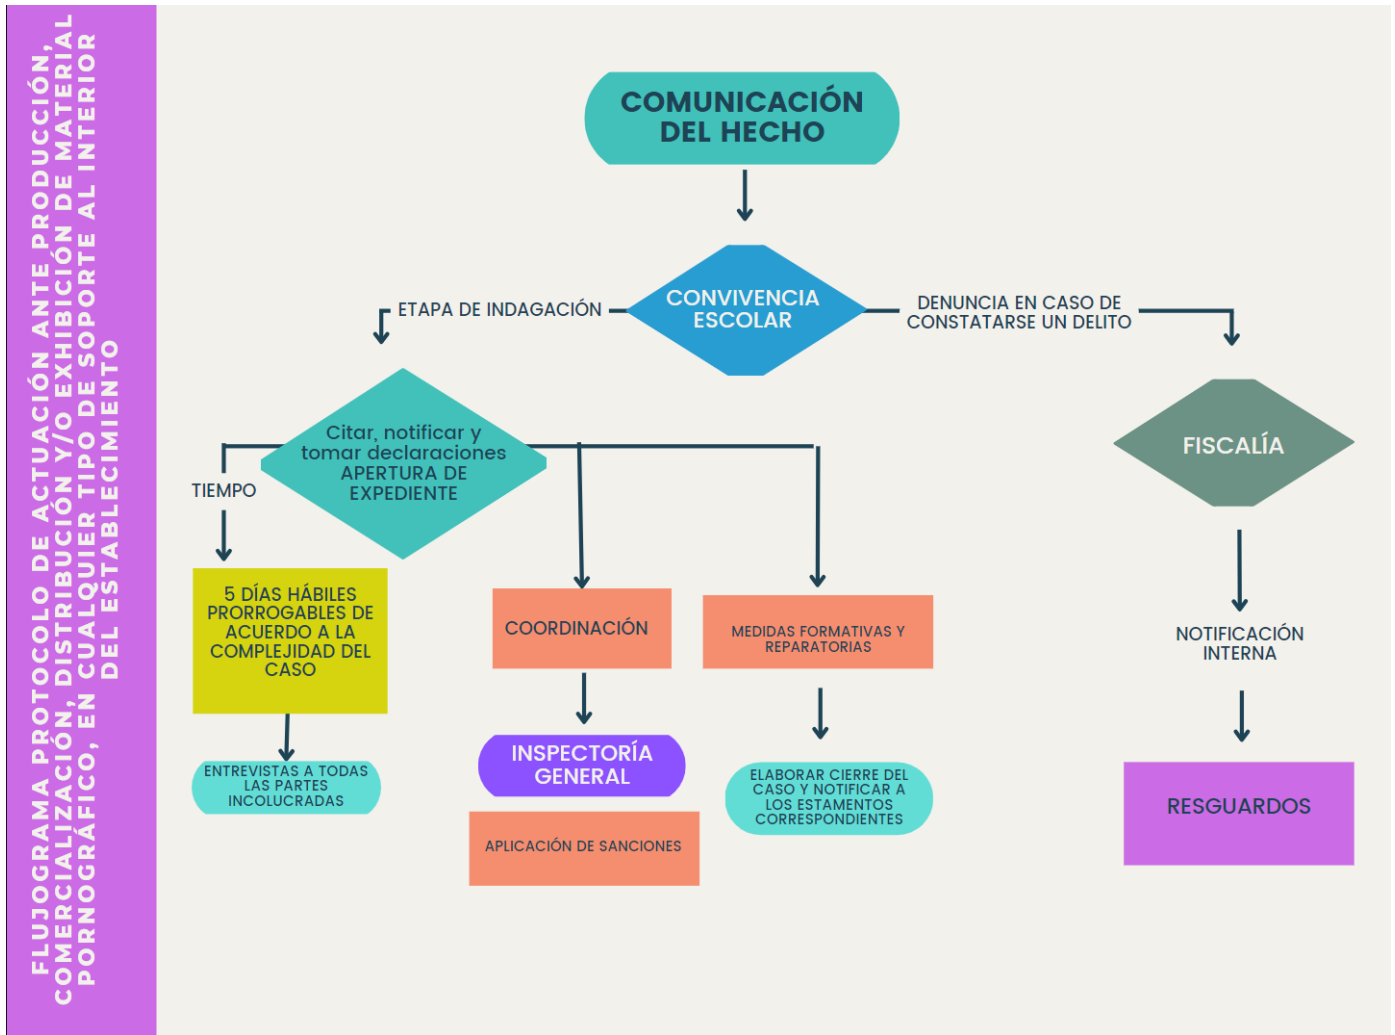 FLUJOGRAMA PROTOCOLO DE ACTUACIÓN ANTE PRODUCCIÓN,
COMERCIALIZACIÓN, DISTRIBUCIÓN Y/O EXHIBICIÓN DE MATERIAL
PORNOGRÁFICO, EN CUALQUIER TIPO DE SOPORTE AL INTERIOR
DEL ESTABLECIMIENTO
COMUNICACIÓN
DEL HECHO
CONVIVENCIA
ESCOLAR
ETAPA DE INDAGACIÓN
DENUNCIA EN CASO DE
CONSTATARSE UN DELITO
Citar, notificar y
tomar declaraciones
APERTURA DE
EXPEDIENTE
FISCALÍA
TIEMPO
5 DÍAS HÁBILES
PRORROGABLES DE
ACUERDO A LA
COMPLEJIDAD DEL
CASO
COORDINACIÓN
MEDIDAS FORMATIVAS Y
REPARATORIAS
NOTIFICACIÓN
INTERNA
ENTREVISTAS A TODAS
LAS PARTES
INCOLUCRADAS
INSPECTORÍA
GENERAL
ELABORAR CIERRE DEL
CASO Y NOTIFICAR A
LOS ESTAMENTOS
CORRESPONDIENTES
RESGUARDOS
APLICACIÓN DE SANCIONES